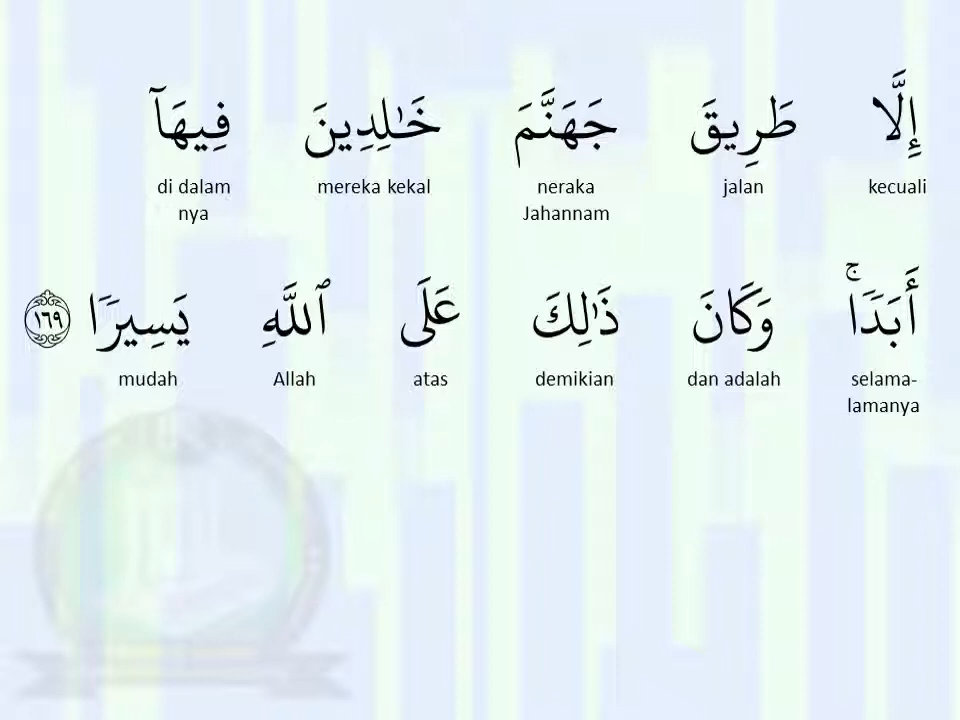 إِلَّا طَرِيقَ جَهَنَّمَ خَـٰلِدِينَ فِيهَآ
kecuali jalan neraka Jahannam mereka kekal di dalam nya
أَبَدًۭا ۚ وَكَانَ ذَٰلِكَ عَلَى ٱللَّهِ يَسِيرًۭا ١٦٩
selama-lamanya dan adalah demikian atas Allah mudah